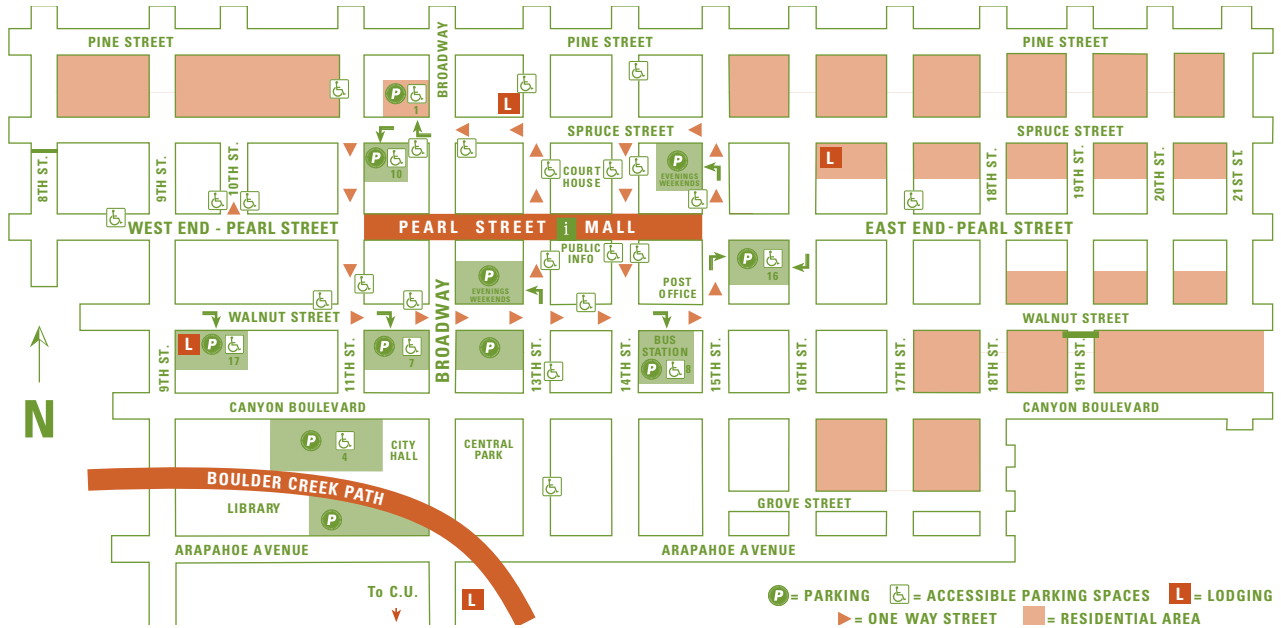 PINE STREET
BROADWAY
PINE STREET
PINE STREET
P
1
L
SPRUCE STREET
SPRUCE STREET
8TH ST.
9TH ST.
10TH ST.
P
10
COURT
HOUSE
P
EVENINGS
WEEKENDS
L
18TH ST.
19TH ST.
20TH ST.
21ST ST.
WEST END - PEARL STREET
PEARL STREET i MALL
EAST END - PEARL STREET
PUBLIC
INFO
P
EVENINGS
WEEKENDS
POST
OFFICE
P
16
BROADWAY
WALNUT STREET
WALNUT STREET
N
9TH ST.
L
P
17
11TH ST.
P
7
P
13TH ST.
14TH ST.
BUS
STATION
P
8
15TH ST.
16TH ST.
17TH ST.
18TH ST.
19TH ST.
CANYON BOULEVARD
CANYON BOULEVARD
P
4
CITY
HALL
CENTRAL
PARK
BOULDER CREEK PATH
LIBRARY
P
GROVE STREET
ARAPAHOE AVENUE
ARAPAHOE AVENUE
To C.U.
L
P = PARKING
= ACCESSIBLE PARKING SPACES
L = LODGING
= ONE WAY STREET
= RESIDENTIAL AREA